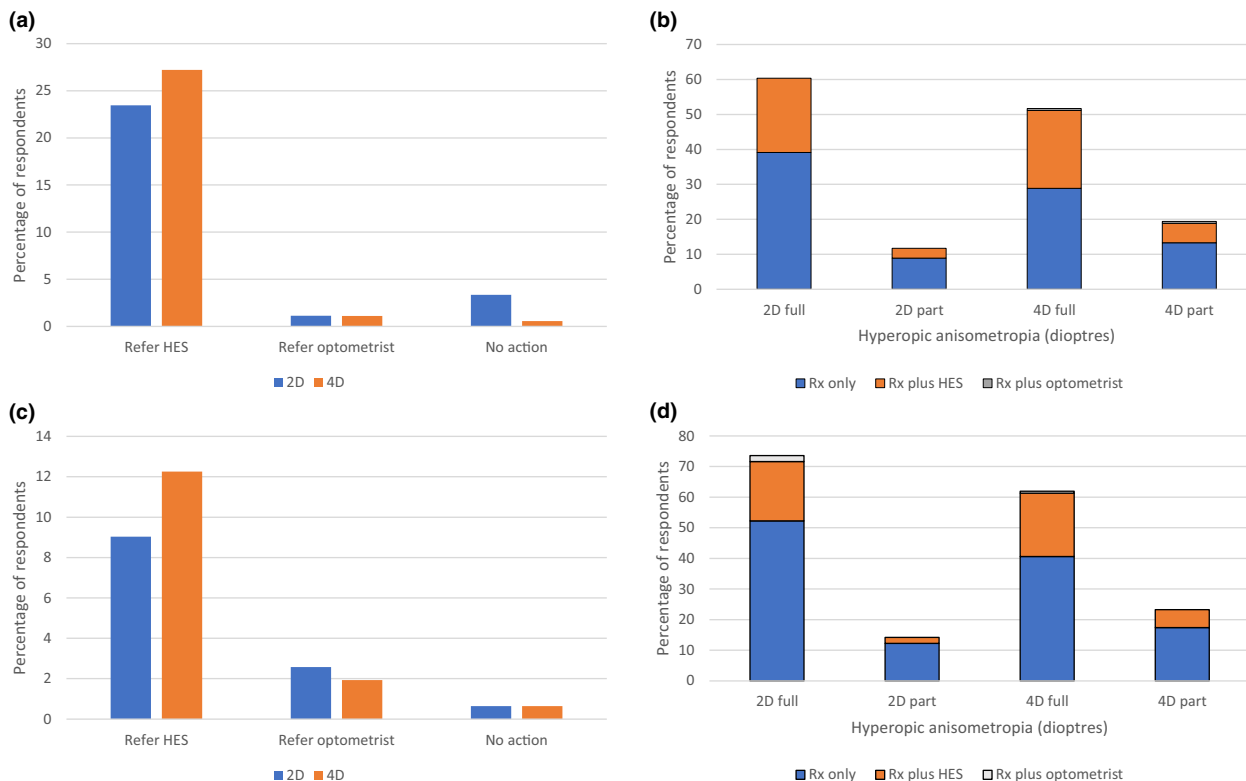 (a)
30
25
20
15
10
5
0
Percentage of respondents
Refer HES Refer optometrist No action
2D 4D
(b)
70
60
50
40
30
20
10
0
Percentage of respondents
2D full 2D part 4D full 4D part
Hyperopic anisometropia (dioptres)
Rx only Rx plus HES Rx plus optometrist
(c)
14
12
10
8
6
4
2
0
Percentage of respondents
Refer HES Refer optometrist No action
2D 4D
(d)
80
70
60
50
40
30
20
10
0
Percentage of respondents
2D full 2D part 4D full 4D part
Hyperopic anisometropia (dioptres)
Rx only Rx plus HES Rx plus optometrist